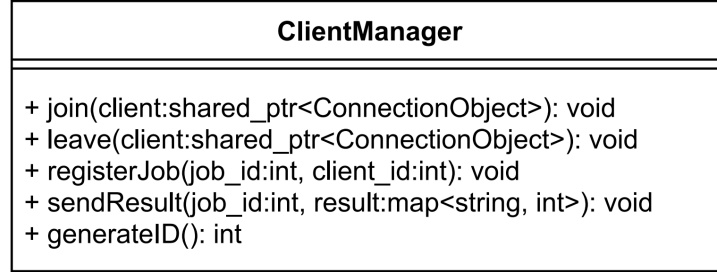 ClientManager
+ join(client:shared_ptr<ConnectionObject>): void
+ leave(client:shared_ptr<ConnectionObject>): void
+ registerJob(job_id:int, client_id:int): void
+ sendResult(job_id:int, result:map<string, int>): void
+ generateID(): int